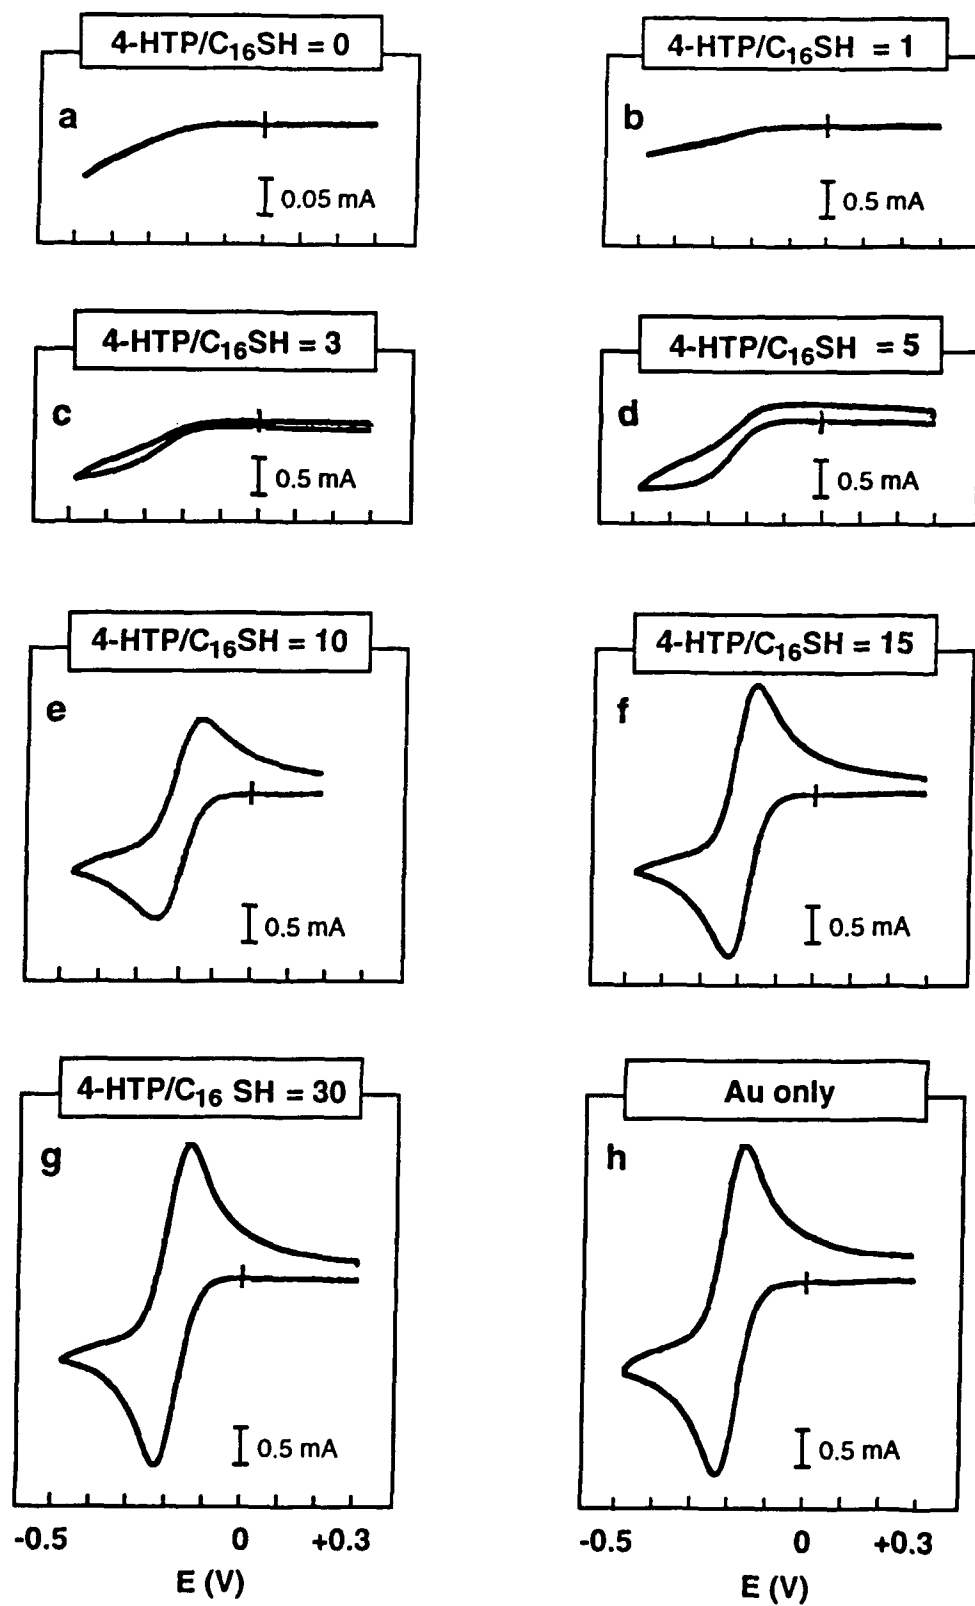 4-HTP/C16SH = 0
4-HTP/C16SH = 1
a
b
0.05 mA
0.5 mA
4-HTP/C16SH = 3
4-HTP/C16SH = 5
c
d
0.5 mA
0.5 mA
4-HTP/C16SH = 10
4-HTP/C16SH = 15
e
f
0.5 mA
0.5 mA
4-HTP/C16 SH = 30
Au only
g
h
0.5 mA
0.5 mA
-0.5 0 +0.3
-0.5 0 +0.3
E (V)
E (V)